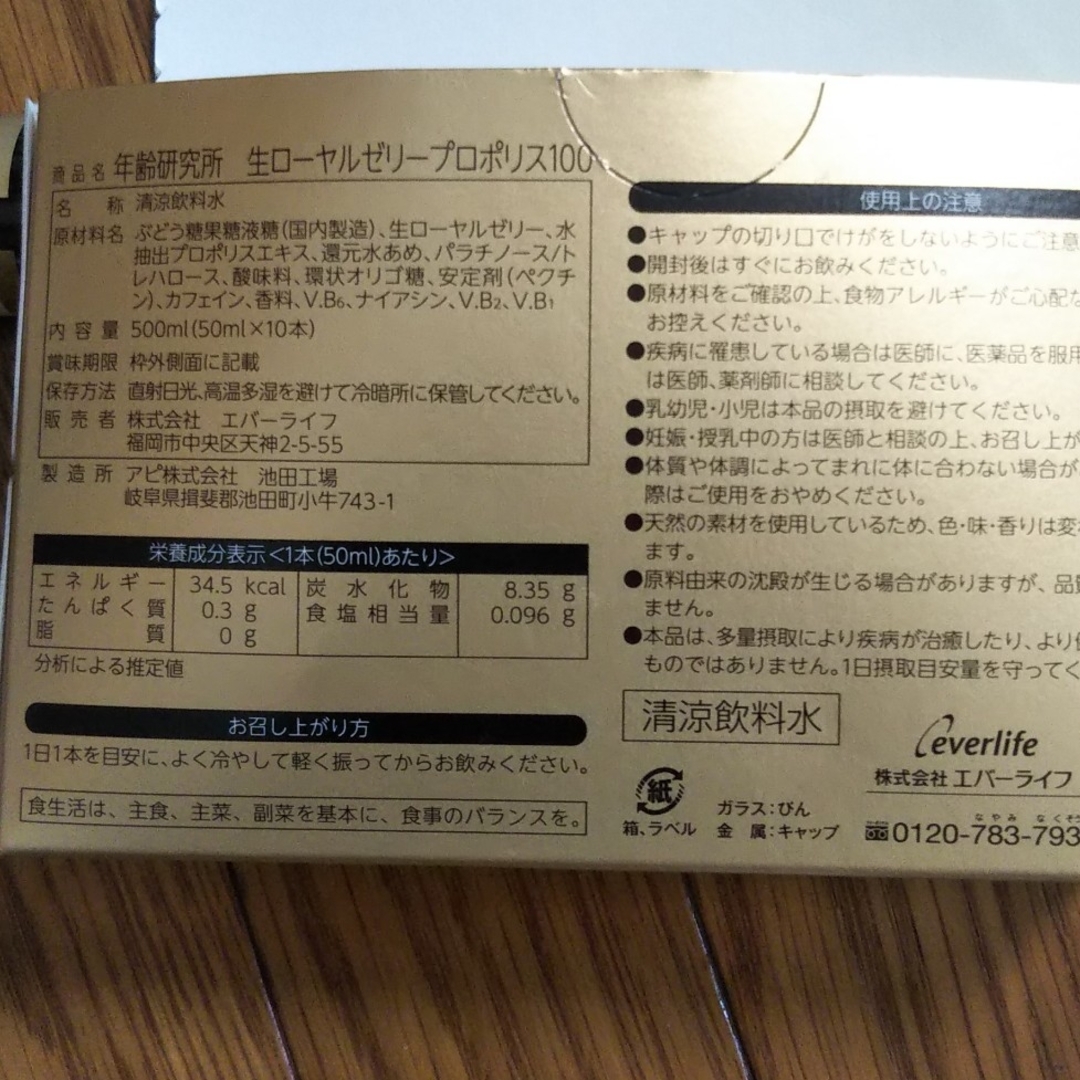 商品名 年齢研究所 生ローヤルゼリープロポリス100
名称 清涼飲料水
原材料名 ぶどう糖果糖液糖(国内製造)、生ローヤルゼリー、水
抽出プロポリスエキス、還元水あめ、パラチノース/ト
レハロース、酸味料、環状オリゴ糖、安定剤(ペクチ
ン)、カフェイン、香料、V.B₆、ナイアシン、V.B₂、V.B₁
内容量 500ml(50ml×10本)
賞味期限 枠外側面に記載
保存方法 直射日光、高温多湿を避けて冷暗所に保管してください。
販売者 株式会社 エバーライフ
福岡市中央区天神2-5-55
製造所 アピ株式会社 池田工場
岐阜県揖斐郡池田町小牛743-1
栄養成分表示<1本(50ml)あたり>
エネルギー 34.5 kcal 炭水化物 8.35 g
たんぱく質 0.3 g 食塩相当量 0.096 g
脂質 0 g
分析による推定値
お召し上がり方
1日1本を目安に、よく冷やして軽く振ってからお飲みください。
食生活は、主食、主菜、副菜を基本に、食事のバランスを。
使用上の注意
●キャップの切り口でけがをしないようにご注意
●開封後はすぐにお飲みください。
●原材料をご確認の上、食物アレルギーがご心配な
お控えください。
●疾病に罹患している場合は医師に、医薬品を服用
は医師、薬剤師に相談してください。
●乳幼児・小児は本品の摂取を避けてください。
●妊娠・授乳中の方は医師と相談の上、お召し上が
●体質や体調によってまれに体に合わない場合が
際はご使用をおやめください。
●天然の素材を使用しているため、色・味・香りは変
ます。
●原料由来の沈殿が生じる場合がありますが、品質
ません。
●本品は、多量摂取により疾病が治癒したり、より
ものではありません。1日摂取目安量を守ってく
清涼飲料水
everlife
株式会社 エバーライフ
紙
箱、ラベル
ガラス:びん
金属:キャップ
なやみ なくそ
0120-783-793